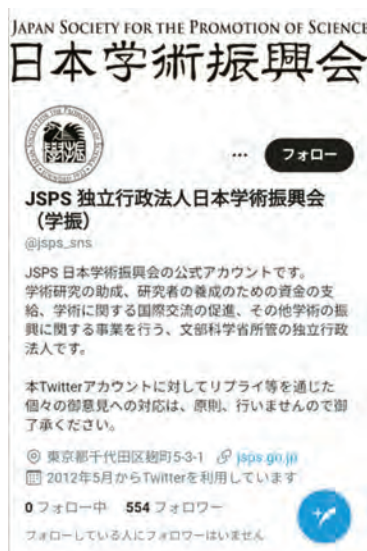 JAPAN SOCIETY FOR THE PROMOTION OF SCIENCE
日本学術振興会
フォロー
JSPS 独立行政法人日本学術振興会
(学振)
@jsps_sns
JSPS 日本学術振興会の公式アカウントです。
学術研究の助成、研究者の養成のための資金の支
給、学術に関する国際交流の促進、その他学術の振
興に関する事業を行う、文部科学省所管の独立行政
法人です。
本Twitterアカウントに対してリプライ等を通じた
個々の御意見への対応は、原則、行いませんので御
了承ください。
東京都千代田区麹町5-3-1 jsps.go.jp
2012年5月からTwitterを利用しています
0 フォロー中 554 フォロワー
フォローしている人にフォロワーはいません